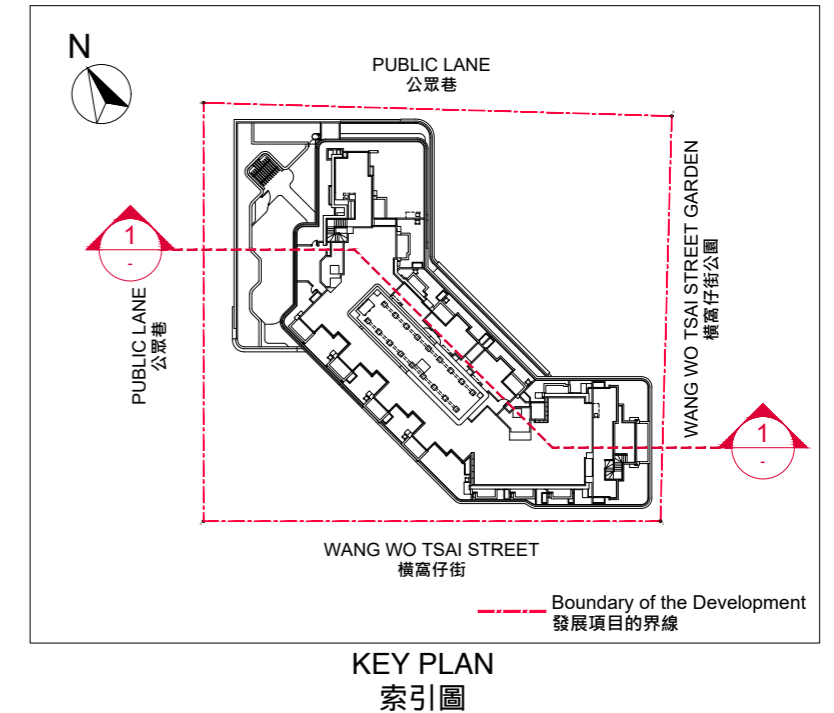 N
PUBLIC LANE
公眾巷
1
-
PUBLIC LANE
公眾巷
WANG WO TSAI STREET GARDEN
橫窩仔街公園
1
-
WANG WO TSAI STREET
橫窩仔街
Boundary of the Development
發展項目的界線
KEY PLAN
索引圖